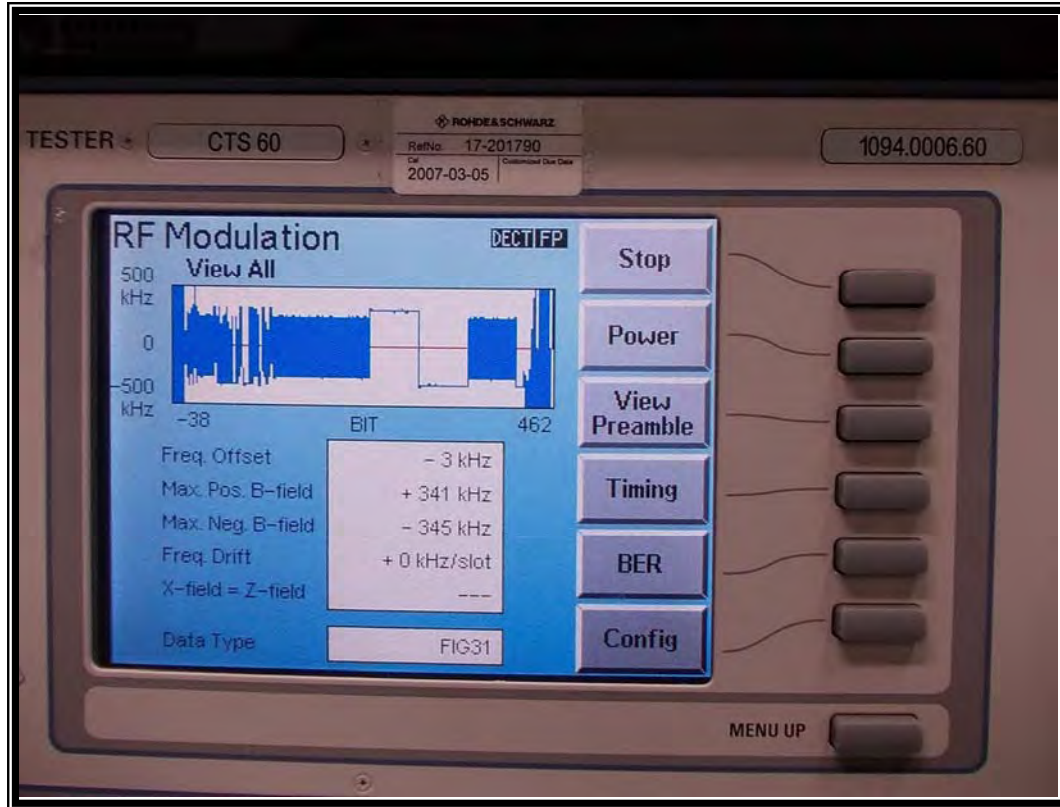 ROHDE&SCHWARZ
TESTER CTS 60
RefNo: 17-201790
Cal
Customized Due Date
2007-03-05
1094.0006.60
RF Modulation
DECT FP
View All
500
kHz
0
-500
kHz
-38 BIT 462
Freq. Offset - 3 kHz
Max. Pos. B-field + 341 kHz
Max. Neg. B-field - 345 kHz
Freq. Drift + 0 kHz/slot
X-field = Z-field ---
Data Type FIG31
Stop
Power
View
Preamble
Timing
BER
Config
MENU UP